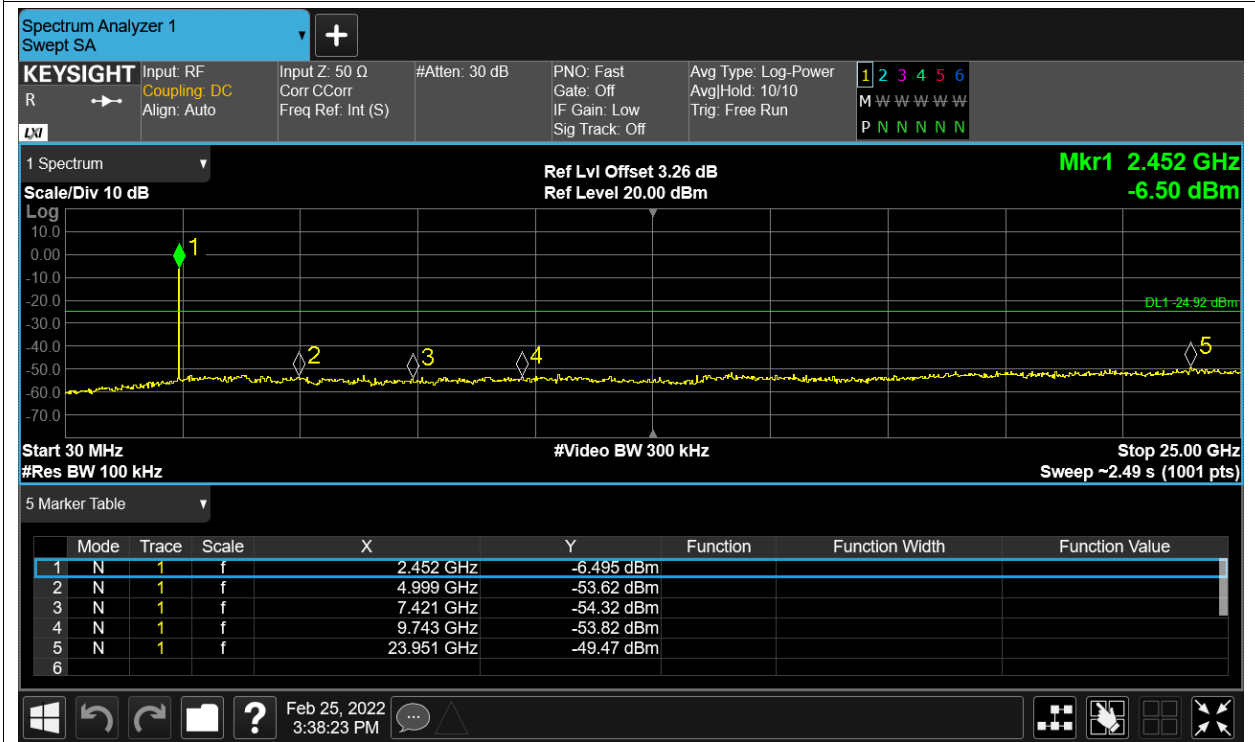 Spectrum Analyzer 1
Swept SA
+
KEYSIGHT
R
LXI
Input: RF
Coupling: DC
Align: Auto
Input Z: 50 Ω
Corr CCorr
Freq Ref: Int (S)
#Atten: 30 dB
PNO: Fast
Gate: Off
IF Gain: Low
Sig Track: Off
Avg Type: Log-Power
Avg|Hold: 10/10
Trig: Free Run
1 2 3 4 5 6
M W W W W W
P N N N N N
1 Spectrum
Scale/Div 10 dB
Ref Lvl Offset 3.26 dB
Ref Level 20.00 dBm
Mkr1 2.452 GHz
-6.50 dBm
Log
10.0
0.00
-10.0
-20.0
-30.0
-40.0
-50.0
-60.0
-70.0
1
2
3
4
5
DL1 -24.92 dBm
Start 30 MHz
#Res BW 100 kHz
#Video BW 300 kHz
Stop 25.00 GHz
Sweep ~2.49 s (1001 pts)
5 Marker Table
Mode Trace Scale X Y Function Function Width Function Value
1 N 1 f 2.452 GHz -6.495 dBm
2 N 1 f 4.999 GHz -53.62 dBm
3 N 1 f 7.421 GHz -54.32 dBm
4 N 1 f 9.743 GHz -53.82 dBm
5 N 1 f 23.951 GHz -49.47 dBm
6
?
Feb 25, 2022
3:38:23 PM